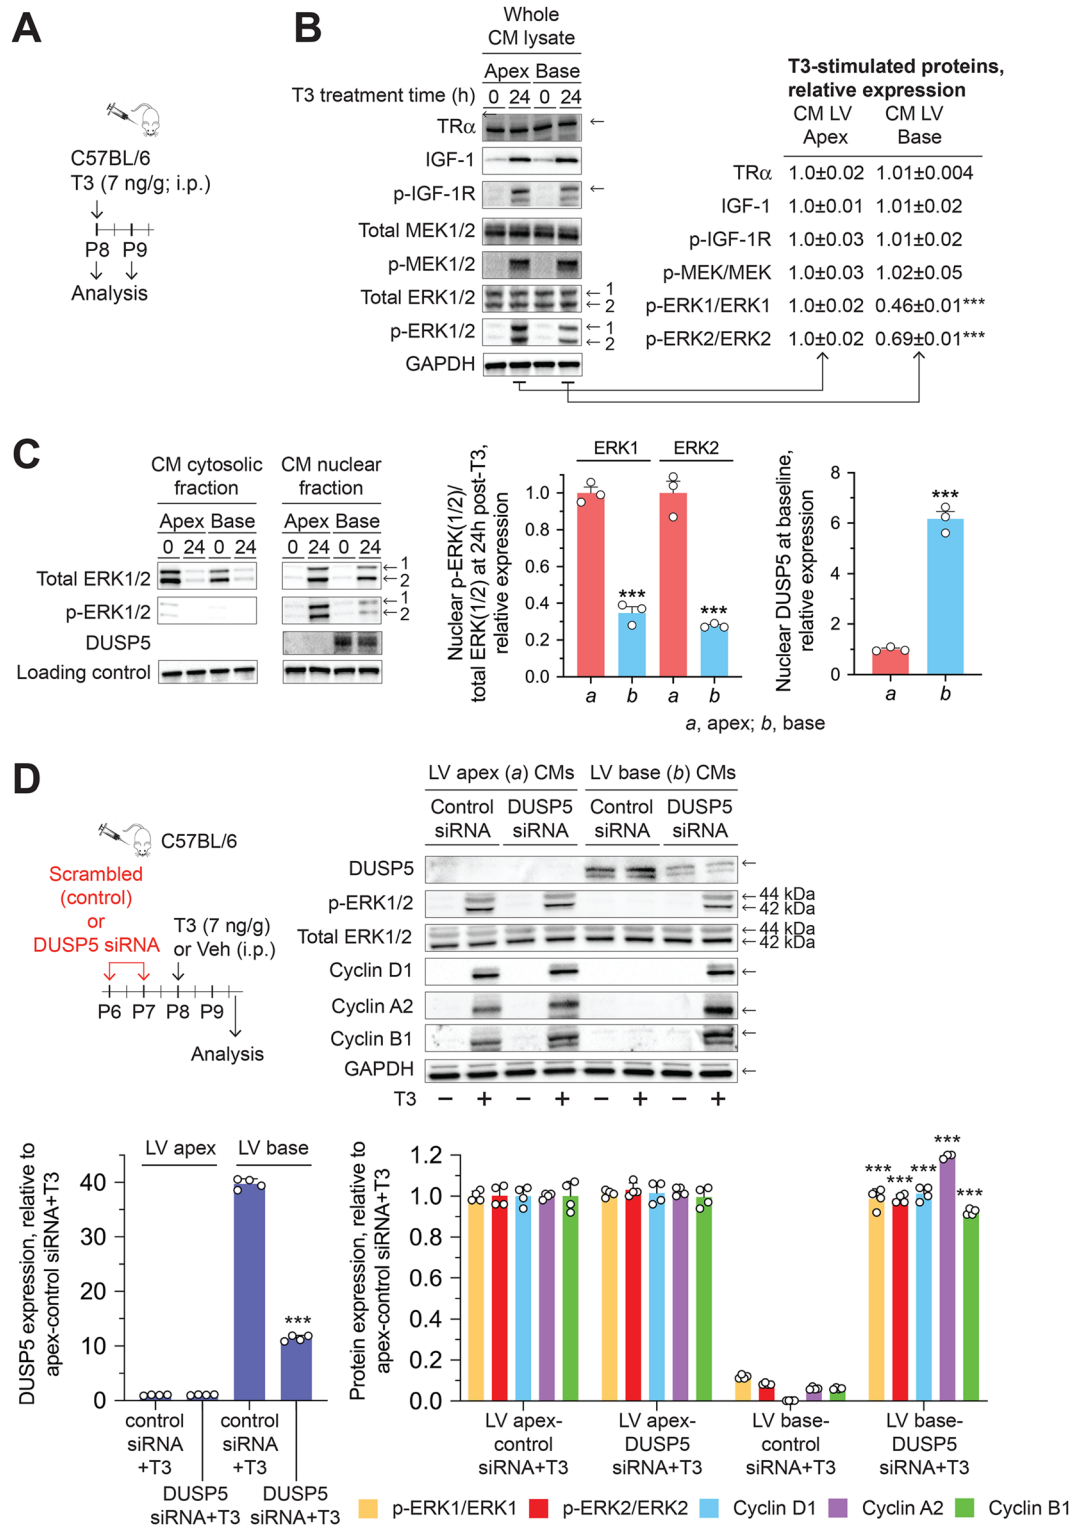 A
C57BL/6
T3 (7 ng/g; i.p.)
P8 P9
Analysis
B
Whole
CM lysate
Apex Base
T3 treatment time (h) 0 24 0 24
TRα
IGF-1
p-IGF-1R
Total MEK1/2
p-MEK1/2
Total ERK1/2
1
2
p-ERK1/2
1
2
GAPDH
T3-stimulated proteins,
relative expression
CM LV CM LV
Apex Base
TRα 1.0±0.02 1.01±0.004
IGF-1 1.0±0.01 1.01±0.02
p-IGF-1R 1.0±0.03 1.01±0.02
p-MEK/MEK 1.0±0.03 1.02±0.05
p-ERK1/ERK1 1.0±0.02 0.46±0.01***
p-ERK2/ERK2 1.0±0.02 0.69±0.01***
C
CM cytosolic CM nuclear
fraction fraction
Apex Base Apex Base
0 24 0 24 0 24 0 24
Total ERK1/2
1
2
p-ERK1/2
1
2
DUSP5
Loading control
Nuclear p-ERK(1/2)/
total ERK(1/2) at 24h post-T3,
relative expression
ERK1 ERK2
1.0
0.8
0.6
0.4
0.2
0.0
*** ***
a b a b
Nuclear DUSP5 at baseline,
relative expression
8
6
4
2
0
***
a b
a, apex; b, base
D
C57BL/6
Scrambled
(control)
or
DUSP5 siRNA
T3 (7 ng/g)
or Veh (i.p.)
P6 P7 P8 P9
Analysis
LV apex (a) CMs LV base (b) CMs
Control DUSP5 Control DUSP5
siRNA siRNA siRNA siRNA
DUSP5
p-ERK1/2
44 kDa
42 kDa
Total ERK1/2
44 kDa
42 kDa
Cyclin D1
Cyclin A2
Cyclin B1
GAPDH
T3 − + − + − + − +
DUSP5 expression, relative to
apex-control siRNA+T3
LV apex LV base
40
30
20
10
0
***
control
siRNA
+T3
control
siRNA
+T3
DUSP5
siRNA+T3
DUSP5
siRNA+T3
Protein expression, relative to
apex-control siRNA+T3
1.2
1.0
0.8
0.6
0.4
0.2
0.0
*** *** *** *** ***
LV apex-
control
siRNA+T3
LV apex-
DUSP5
siRNA+T3
LV base-
control
siRNA+T3
LV base-
DUSP5
siRNA+T3
p-ERK1/ERK1 p-ERK2/ERK2 Cyclin D1 Cyclin A2 Cyclin B1